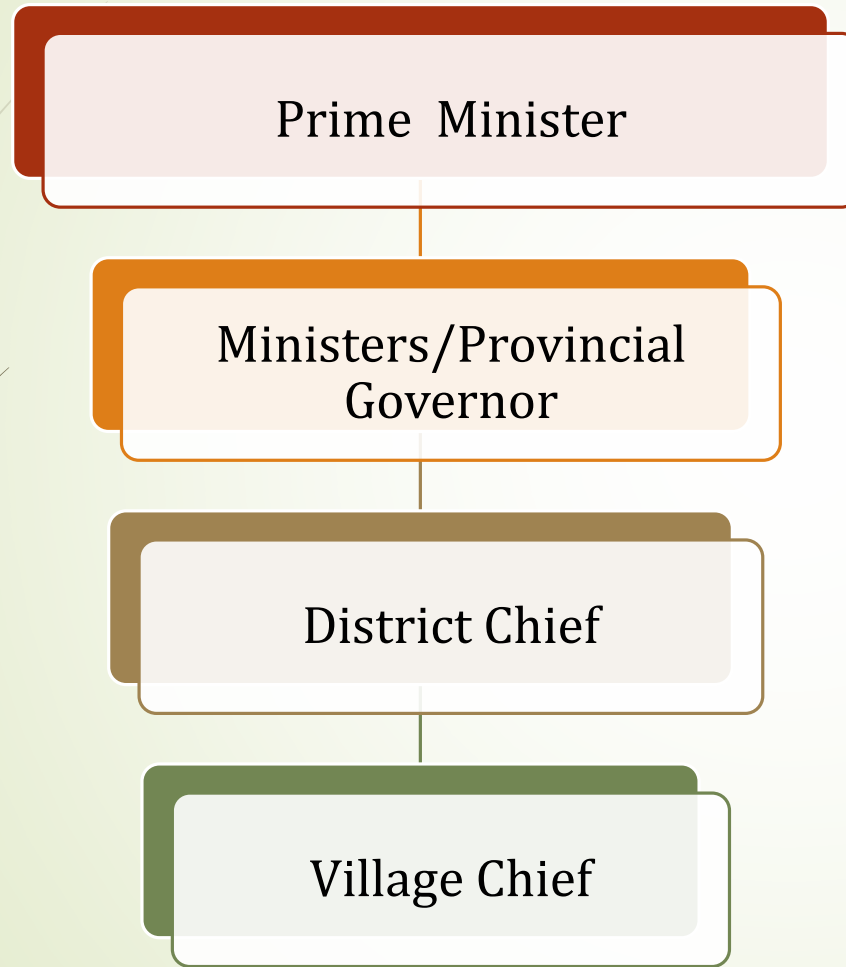 Prime  Minister
Ministers/Provincial
Governor
District Chief
Village Chief